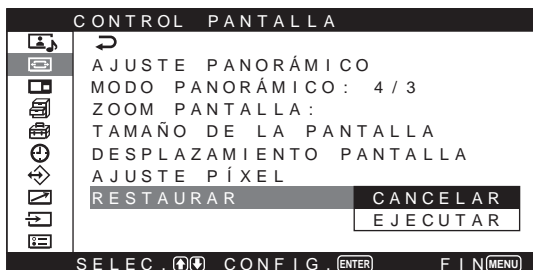 CONTROL PANTALLA
AJUSTE PANORÁMICO
MODO PANORÁMICO: 4/3
ZOOM PANTALLA:
TAMAÑO DE LA PANTALLA
DESPLAZAMIENTO PANTALLA
AJUSTE PÍXEL
RESTAURAR CANCELAR
EJECUTAR
SELEC. CONFIG. ENTER FIN MENU